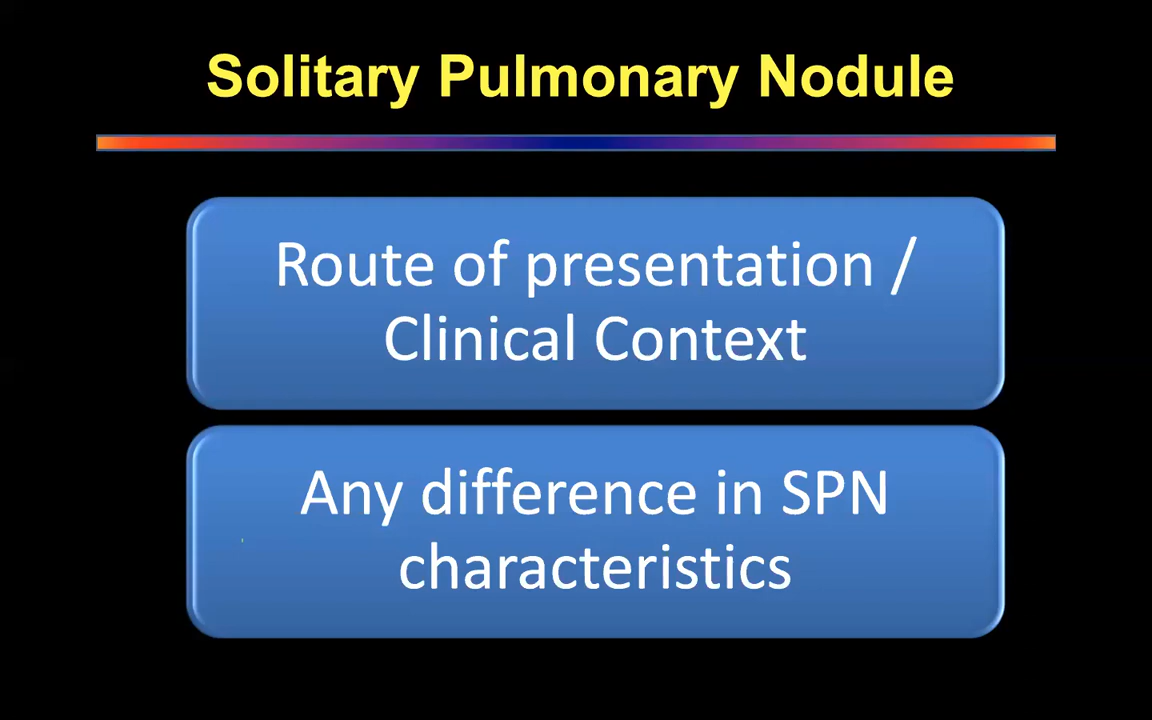 Solitary Pulmonary Nodule
Route of presentation /
Clinical Context
Any difference in SPN
characteristics